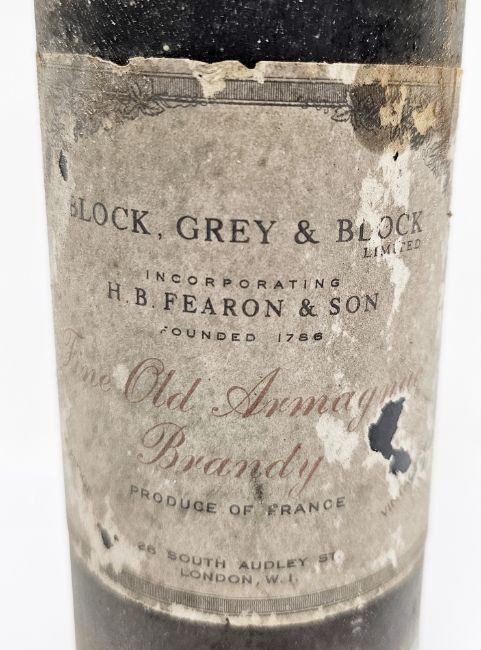 BLOCK, GREY & BLOCK
LIMITED
INCORPORATING
H. B. FEARON & SON
FOUNDED 1786
Fine Old Armagnac
Brandy
PRODUCE OF FRANCE
26 SOUTH AUDLEY ST
LONDON, W. I.